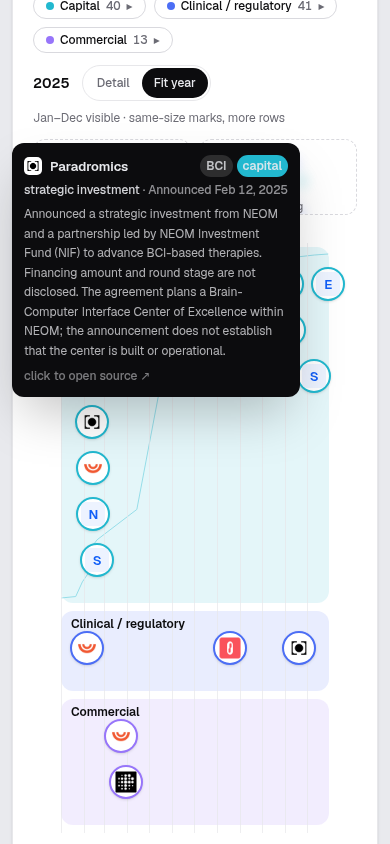 Capital 40 ▸ Clinical / regulatory 41 ▸
Commercial 13 ▸
2025 Detail Fit year
Jan–Dec visible · same-size marks, more rows
Paradromics BCI capital
strategic investment · Announced Feb 12, 2025
Announced a strategic investment from NEOM
and a partnership led by NEOM Investment
Fund (NIF) to advance BCI-based therapies.
Financing amount and round stage are not
disclosed. The agreement plans a Brain-
Computer Interface Center of Excellence within
NEOM; the announcement does not establish
that the center is built or operational.
click to open source ↗
E
S
N
S
Clinical / regulatory
Commercial